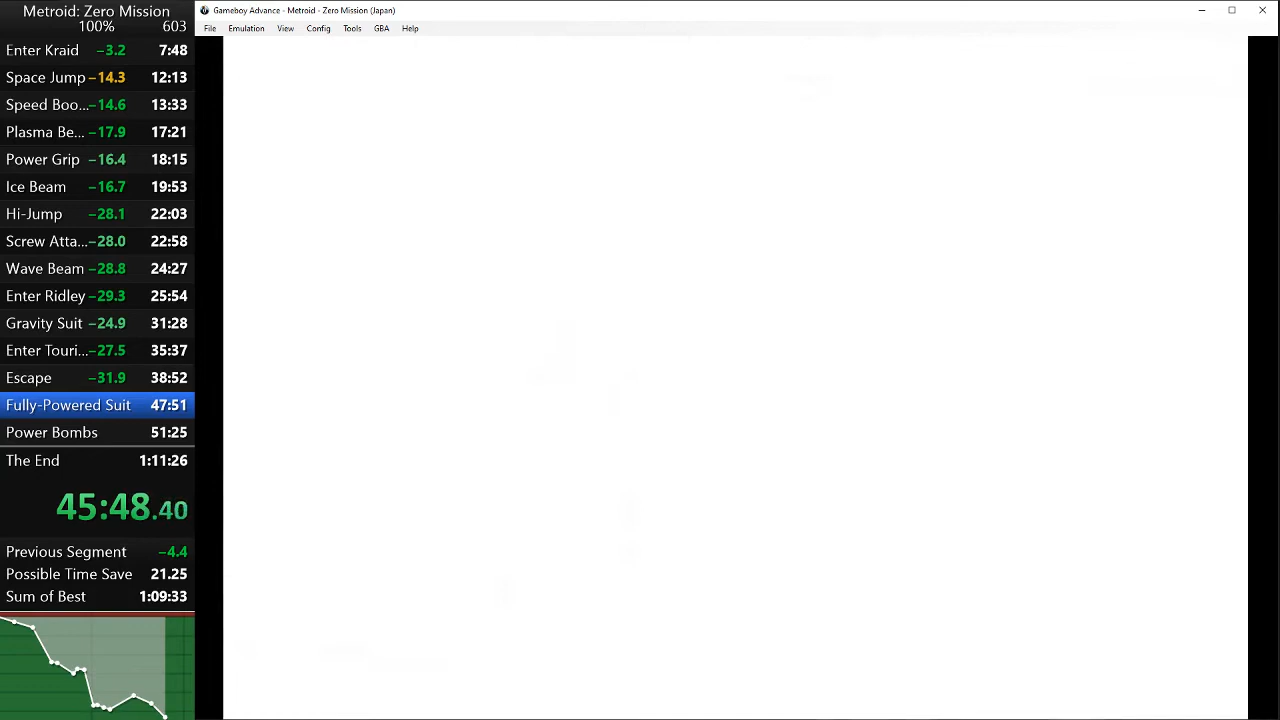 Metroid: Zero Mission
100% 603
Enter Kraid −3.2 7:48
Space Jump −14.3 12:13
Speed Boo... −14.6 13:33
Plasma Be... −17.9 17:21
Power Grip −16.4 18:15
Ice Beam −16.7 19:53
Hi-Jump −28.1 22:03
Screw Atta... −28.0 22:58
Wave Beam −28.8 24:27
Enter Ridley −29.3 25:54
Gravity Suit −24.9 31:28
Enter Touri... −27.5 35:37
Escape −31.9 38:52
Fully-Powered Suit 47:51
Power Bombs 51:25
The End 1:11:26
45:48.40
Previous Segment −4.4
Possible Time Save 21.25
Sum of Best 1:09:33
Gameboy Advance - Metroid - Zero Mission (Japan)
File Emulation View Config Tools GBA Help